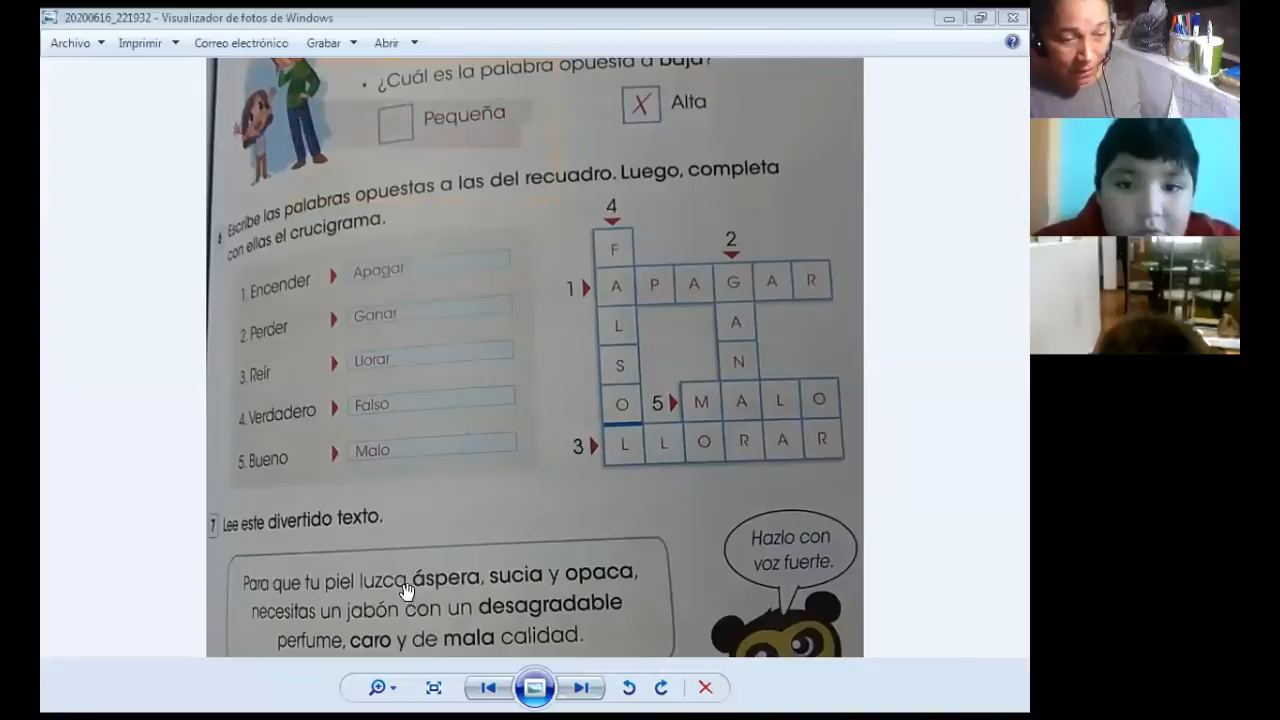 20200616_221932 - Visualizador de fotos de Windows
Archivo Imprimir Correo electrónico Grabar Abrir
• ¿Cuál es la palabra opuesta a baja?
Pequeña
X Alta
6 Escribe las palabras opuestas a las del recuadro. Luego, completa
con ellas el crucigrama.
1. Encender Apagar
2. Perder Ganar
3. Reír Llorar
4. Verdadero Falso
5. Bueno Malo
4
2
F
1 A P A G A R
L A
S N
O 5 M A L O
3 L L O R A R
7 Lee este divertido texto.
Para que tu piel luzca áspera, sucia y opaca,
necesitas un jabón con un desagradable
perfume, caro y de mala calidad.
Hazlo con
voz fuerte.